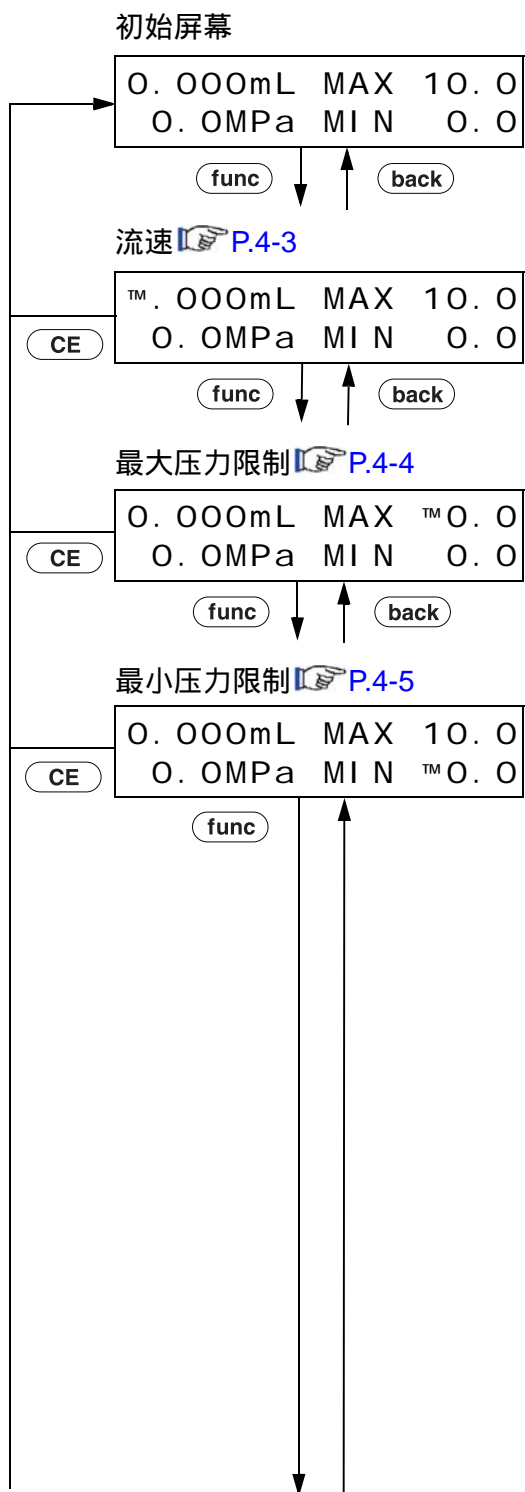 初始屏幕
0.000mL MAX 10.0
0.0MPa MIN 0.0
func back
流速 P.4-3
™.000mL MAX 10.0
0.0MPa MIN 0.0
CE
func back
最大压力限制 P.4-4
0.000mL MAX ™0.0
0.0MPa MIN 0.0
CE
func back
最小压力限制 P.4-5
0.000mL MAX 10.0
0.0MPa MIN ™0.0
CE
func